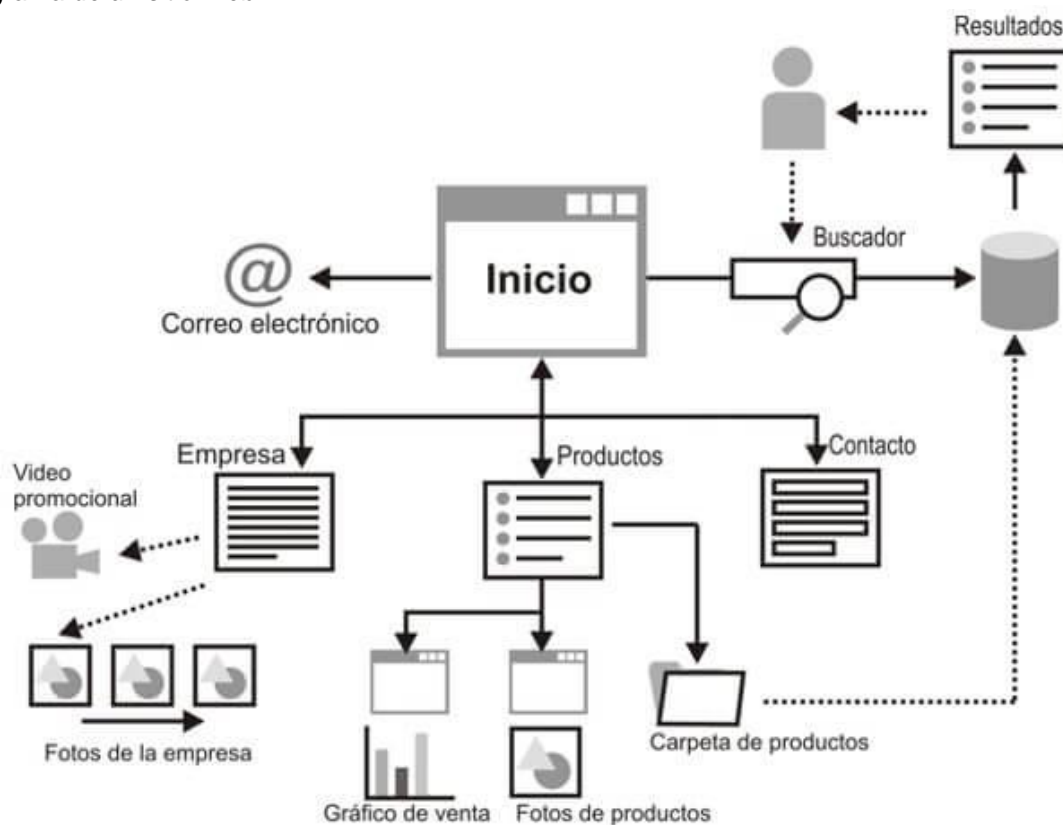 Resultados
Buscador
Inicio
Correo electrónico
Empresa
Productos
Contacto
Video
promocional
Fotos de la empresa
Carpeta de productos
Gráfico de venta
Fotos de productos